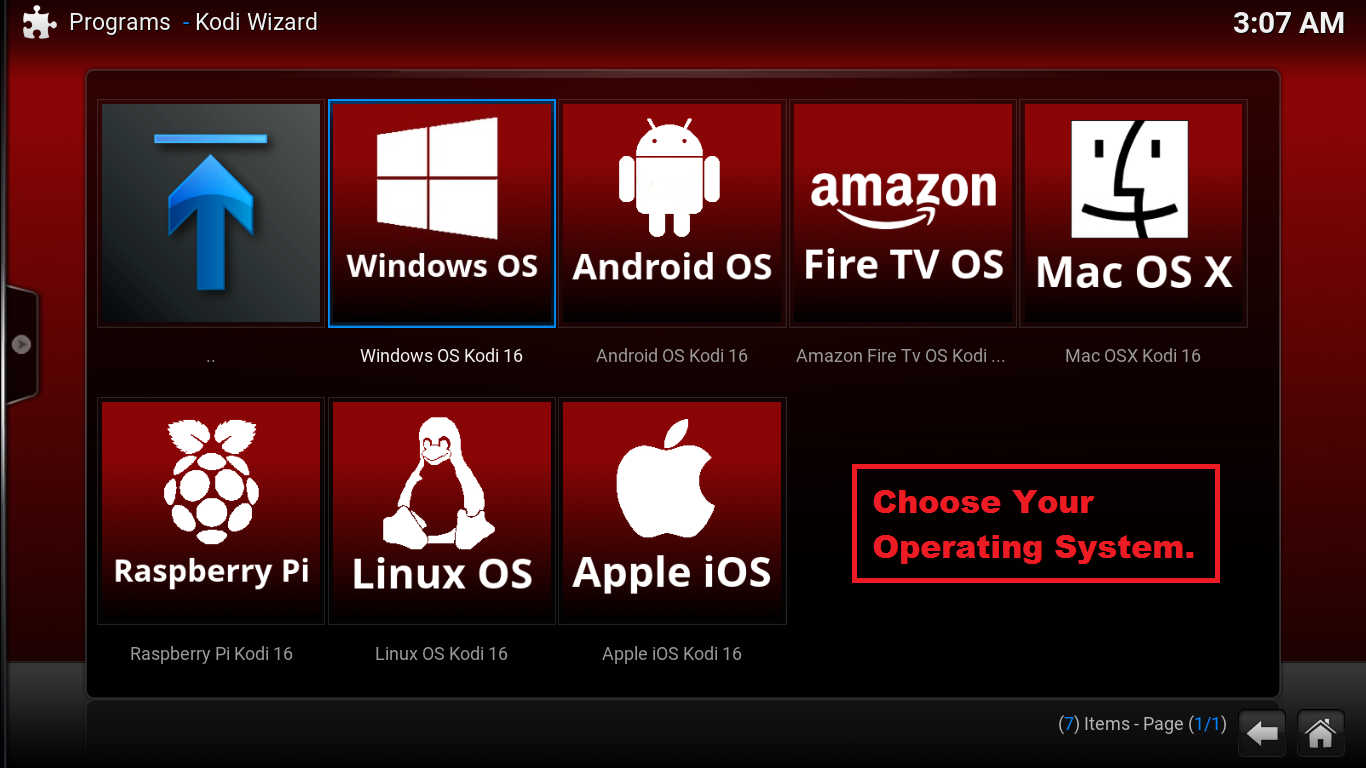 Programs - Kodi Wizard
3:07 AM
Windows OS
Android OS
amazon
Fire TV OS
Mac OS X
..
Windows OS Kodi 16
Android OS Kodi 16
Amazon Fire Tv OS Kodi ...
Mac OSX Kodi 16
Raspberry Pi
Linux OS
Apple iOS
Choose Your
Operating System.
Raspberry Pi Kodi 16
Linux OS Kodi 16
Apple iOS Kodi 16
(7) Items - Page (1/1)